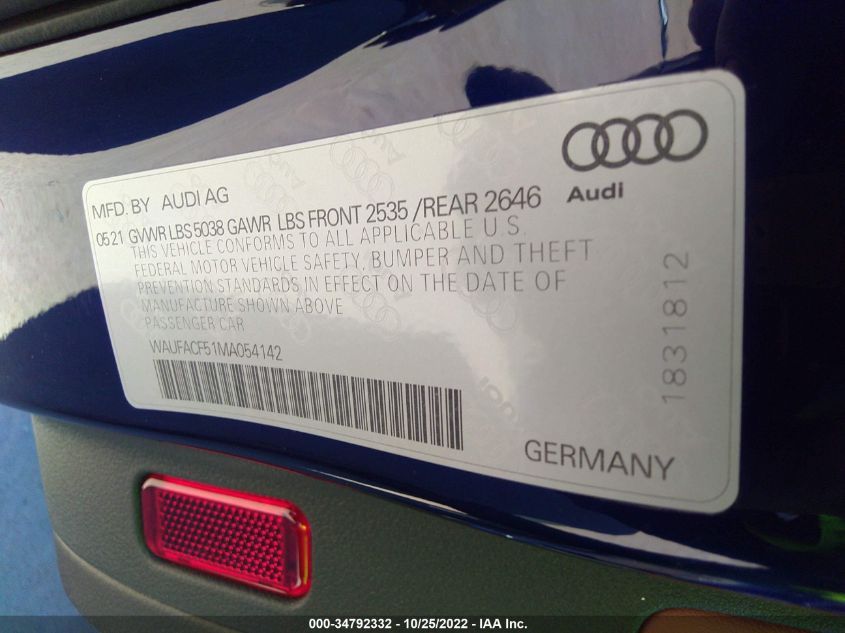 Audi
MFD. BY AUDI AG
05 21 GVWR LBS 5038 GAWR LBS FRONT 2535 /REAR 2646
THIS VEHICLE CONFORMS TO ALL APPLICABLE U.S.
FEDERAL MOTOR VEHICLE SAFETY, BUMPER AND THEFT
PREVENTION STANDARDS IN EFFECT ON THE DATE OF
MANUFACTURE SHOWN ABOVE
PASSENGER CAR
WAUFACF51MA054142
1831812
GERMANY
000-34792332 - 10/25/2022 - IAA Inc.